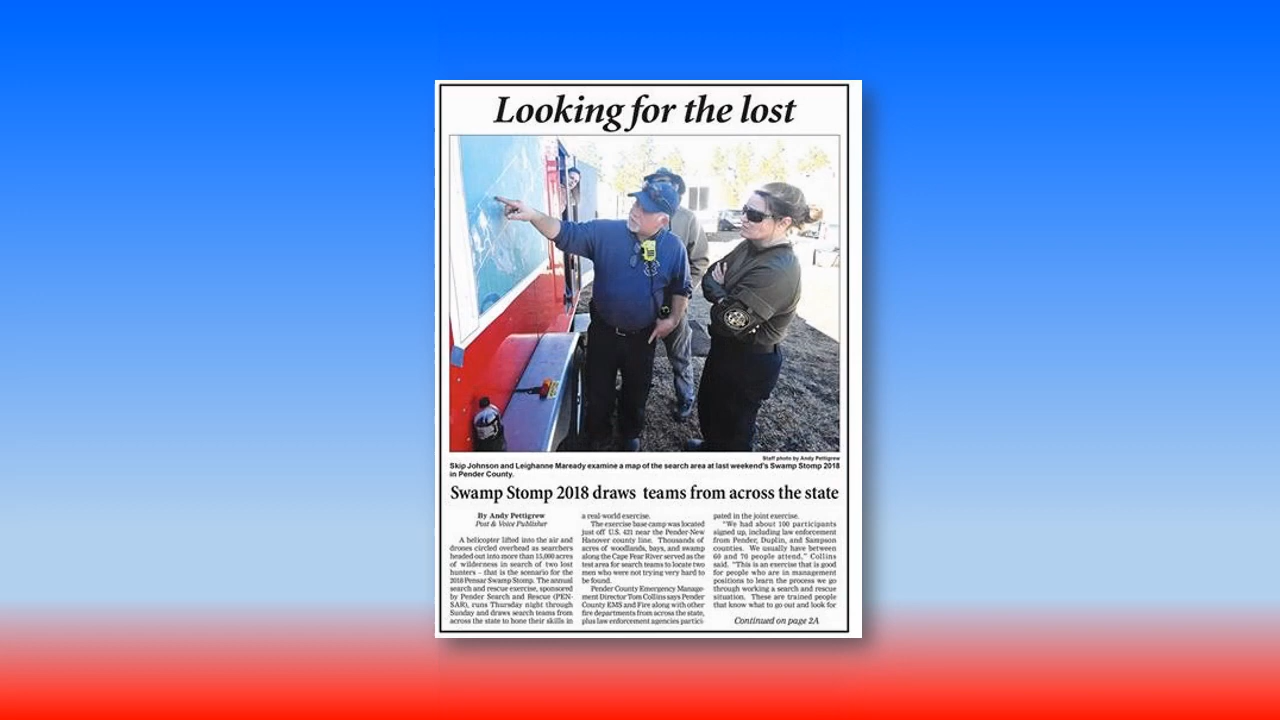 Looking for the lost
Staff photo by Andy Pettigrew
Skip Johnson and Leighanne Maready examine a map of the search area at last weekend's Swamp Stomp 2018
in Pender County.
Swamp Stomp 2018 draws teams from across the state
By Andy Pettigrew
Post & Voice Publisher
A helicopter lifted into the air and
drones circled overhead as searchers
headed out into more than 15,000 acres
of wilderness in search of two lost
hunters – that is the scenario for the
2018 Pensar Swamp Stomp. The annual
search and rescue exercise, sponsored
by Pender Search and Rescue (PEN-
SAR), runs Thursday night through
Sunday and draws search teams from
across the state to hone their skills in
a real-world exercise.
The exercise base camp was located
just off U.S. 421 near the Pender-New
Hanover county line. Thousands of
acres of woodlands, bays, and swamp
along the Cape Fear River served as the
test area for search teams to locate two
men who were not trying very hard to
be found.
Pender County Emergency Manage-
ment Director Tom Collins says Pender
County EMS and Fire along with other
fire departments from across the state,
plus law enforcement agencies partici-
pated in the joint exercise.
"We had about 100 participants
signed up, including law enforcement
from Pender, Duplin, and Sampson
counties. We usually have between
60 and 70 people attend," Collins
said. "This is an exercise that is good
for people who are in management
positions to learn the process we go
through working a search and rescue
situation. These are trained people
that know what to go out and look for
Continued on page 2A